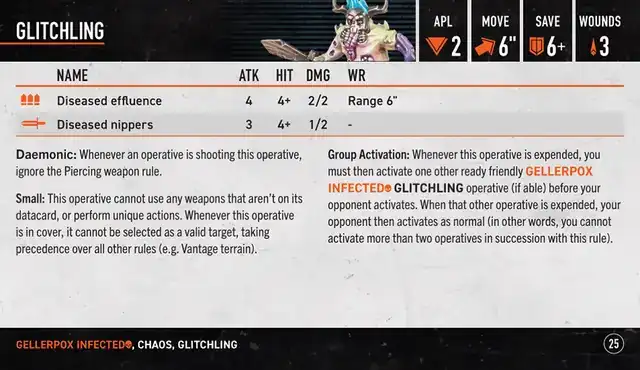 GLITCHLING
APL MOVE SAVE WOUNDS
2 6" 6+ 3
NAME ATK HIT DMG WR
Diseased effluence 4 4+ 2/2 Range 6"
Diseased nippers 3 4+ 1/2 -
Daemonic: Whenever an operative is shooting this operative,
ignore the Piercing weapon rule.
Small: This operative cannot use any weapons that aren't on its
datacard, or perform unique actions. Whenever this operative
is in cover, it cannot be selected as a valid target, taking
precedence over all other rules (e.g. Vantage terrain).
Group Activation: Whenever this operative is expended, you
must then activate one other ready friendly GELLERPOX
INFECTED GLITCHLING operative (if able) before your
opponent activates. When that other operative is expended, your
opponent then activates as normal (in other words, you cannot
activate more than two operatives in succession with this rule).
GELLERPOX INFECTED, CHAOS, GLITCHLING
25